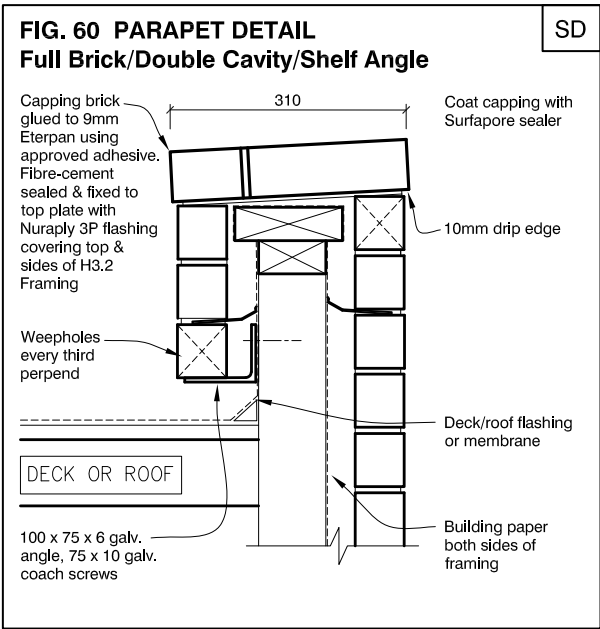 FIG. 60 PARAPET DETAIL
Full Brick/Double Cavity/Shelf Angle
SD
Capping brick
glued to 9mm
Eterpan using
approved adhesive.
Fibre-cement
sealed & fixed to
top plate with
Nuraply 3P flashing
covering top &
sides of H3.2
Framing
310
Coat capping with
Surfapore sealer
10mm drip edge
Weepholes
every third
perpend
Deck/roof flashing
or membrane
DECK OR ROOF
100 x 75 x 6 galv.
angle, 75 x 10 galv.
coach screws
Building paper
both sides of
framing